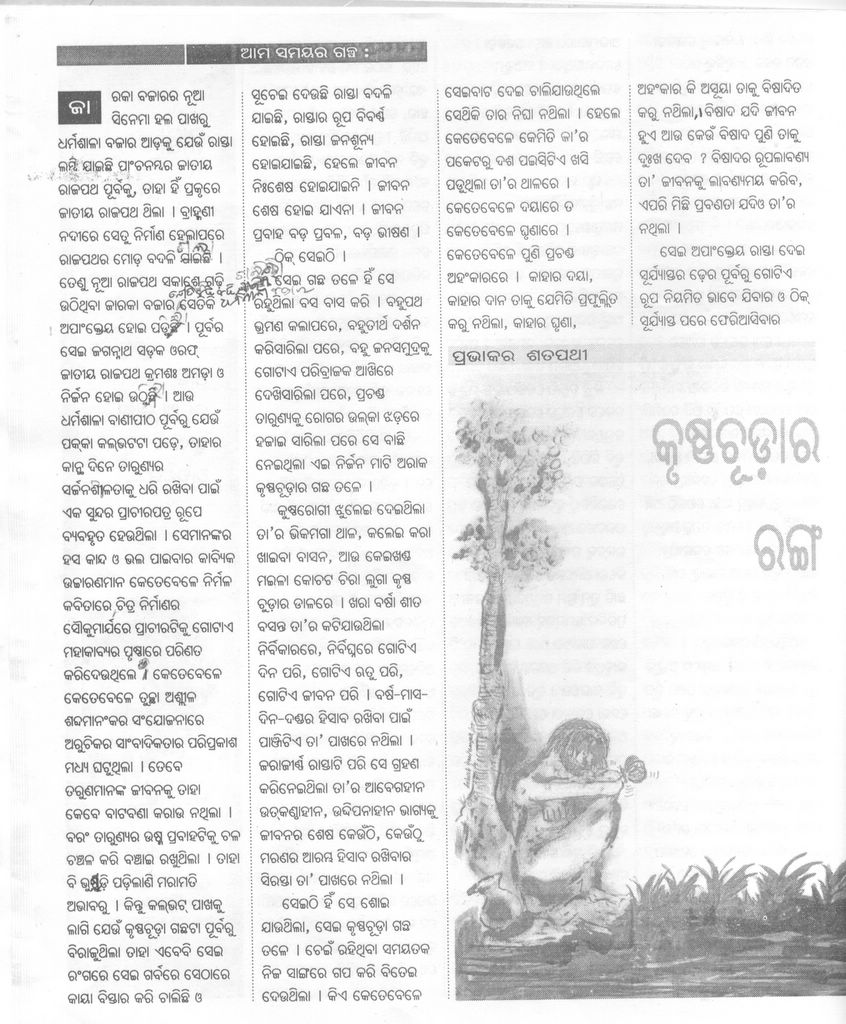 ଆମ ସମୟର ଗଳ୍ପ :
ଜାରକା ବଜାରର ନୂଆ
ସିନେମା ହଲ ପାଖରୁ
ଧର୍ମଶାଳା ବଜାର ଆଡ଼କୁ ଯେଉଁ ରାସ୍ତା
ଲମ୍ବି ଯାଇଛି ପାଂଚନମ୍ବର ଜାତୀୟ
ରାଜପଥ ପୂର୍ବରୁ, ତାହା ହିଁ ପ୍ରକୃରେ
ଜାତୀୟ ରାଜପଥ ଥିଲା । ବ୍ରାହ୍ମଣୀ
ନଦୀରେ ସେତୁ ନିର୍ମାଣ ହେଲାପରେ
ରାଜପଥର ମୋଡ଼ ବଦଳି ଯାଇଛି ।
ତେଣୁ ନୂଆ ରାଜପଥ ସକାଶେ ଗଢ଼ି
ଉଠିଥିବା ଜାରକା ବଜାର
ଅପାଂକ୍ତେୟ ହୋଇ । ପୂର୍ବର
ସେଇ ଜଗନ୍ନାଥ ସଡ଼କ ଓରଫ୍
ଜାତୀୟ ରାଜପଥ କ୍ରମଶଃ ଅମଡ଼ା ଓ
ନିର୍ଜନ ହୋଇ ଉଠୁଛି । ଆଉ
ଧର୍ମଶାଳା ବାଣୀପୀଠ ପୂର୍ବରୁ ଯେଉଁ
ପକ୍କା କଲ୍‌ଭଟଟା ପଡ଼େ, ତାହାର
କାନ୍ଥ ଦିନେ ତାରୁଣ୍ୟର
ସର୍ଜନଶୀଳତାକୁ ଧରି ରଖିବା ପାଇଁ
ଏକ ସୁନ୍ଦର ପ୍ରାଚୀରପତ୍ର ରୂପେ
ବ୍ୟବହୃତ ହେଉଥିଲା । ସେମାନଙ୍କର
ହସ କାନ୍ଦ ଓ ଭଲ ପାଇବାର କାବ୍ୟିକ
ଉଚ୍ଚାରଣମାନ କେତେବେଳେ ନିର୍ମଳ
କବିତାରେ ଚିତ୍ର ନିର୍ମାଣର
ସୌକୁମାର୍ଯରେ ପ୍ରାଚୀରଟିକୁ ଗୋଟାଏ
ମହାକାବ୍ୟର ପୃଷ୍ଠାରେ ପରିଣତ
କରିଦେଉଥିଲେ । କେତେବେଳେ
କେତେବେଳେ ତୁଚ୍ଛା ଅଶ୍ଳୀଳ
ଶବ୍ଦମାନଂକର ସଂଯୋଜନାରେ
ଅରୁଚିକର ସାଂବାଦିକତାର ପରିପ୍ରକାଶ
ମଧ୍ୟ ଘଟୁଥିଲା । ତେବେ
ତରୁଣମାନଙ୍କ ଜୀବନକୁ ତାହା
କେବେ ବାଟବଣା କରାଉ ନଥିଲା ।
ବରଂ ତାରୁଣ୍ୟର ଉଷ୍ମ ପ୍ରବାହଟିକୁ ଚଳ
ଚଞ୍ଚଳ କରି ବଞ୍ଚାଇ ରଖୁଥିଲା । ତାହା
ବି ଭୁଷୁଡ଼ି ପଡ଼ିଲାଣି ମରାମତି
ଅଭାବରୁ । କିନ୍ତୁ କଲ୍‌ଭଟ୍ ପାଖକୁ
ଲାଗି ଯେଉଁ କୃଷ୍ଣଚୂଡ଼ା ଗଛଟା ପୂର୍ବରୁ
ବିରାଜୁଥିଲା ତାହା ଏବେବି ସେଇ
ରଂଗରେ ସେଇ ଗର୍ବରେ ସେଠାରେ
କାୟା ବିସ୍ତାର କରି ଚାଲିଛି ଓ
ସୂଚେଇ ଦେଉଛି ରାସ୍ତା ବଦଳି
ଯାଇଛି, ରାସ୍ତାର ରୂପ ବିବର୍ଣ୍ଣ
ହୋଇଛି, ରାସ୍ତା ଜନଶୂନ୍ୟ
ହୋଇଯାଇଛି, ହେଲେ ଜୀବନ
ନିଃଶେଷ ହୋଇଯାଇନି । ଜୀବନ
ଶେଷ ହୋଇ ଯାଏନା । ଜୀବନ
ପ୍ରବାହ ବଡ଼ ପ୍ରବଳ, ବଡ଼ ଭୀଷଣ ।
ଠିକ୍ ସେଇଠି ।
ସେଇ ଗଛ ତଳେ ହିଁ ସେ
ରହୁଥିଲା ବସ ବାସ କରି । ବହୁପଥ
ଭ୍ରମଣ କଲାପରେ, ବହୁତୀର୍ଥ ଦର୍ଶନ
କରିସାରିଲା ପରେ, ବହୁ ଜନସମୁଦ୍ରକୁ
ଗୋଟାଏ ପରିବ୍ରାଜକ ଆଖିରେ
ଦେଖିସାରିଲା ପରେ, ପ୍ରଚଣ୍ଡ
ତାରୁଣ୍ୟକୁ ରୋଗର ଉଲ୍‌କା ଝଡ଼ରେ
ହଜାଇ ସାରିଲା ପରେ ସେ ବାଛି
ନେଇଥିଲା ଏଇ ନିର୍ଜନ ମାଟି ଅରାକ
କୃଷ୍ଣଚୂଡ଼ାର ଗଛ ତଳେ ।
କୁଷ୍ଠରୋଗୀ ଝୁଲେଇ ଦେଇଥିଲା
ତା'ର ଭିକମଗା ଥାଳ, କଲେଇ କରା
ଖାଇବା ବାସନ, ଆଉ କେଇଖଣ୍ଡ
ମଇଳା କୋଚଟ ଚିରା ଲୁଗା କୃଷ୍ଣ
ଚୂଡ଼ାର ଡାଳରେ । ଖରା ବର୍ଷା ଶୀତ
ବସନ୍ତ ତା'ର କଟିଯାଉଥିଲା
ନିର୍ବିକାରରେ, ନିର୍ବିଘ୍ନରେ ଗୋଟିଏ
ଦିନ ପରି, ଗୋଟିଏ ଋତୁ ପରି,
ଗୋଟିଏ ଜୀବନ ପରି । ବର୍ଷ-ମାସ-
ଦିନ-ଦଣ୍ଡର ହିସାବ ରଖିବା ପାଇଁ
ପାଞ୍ଜିଟିଏ ତା' ପାଖରେ ନଥିଲା ।
ଜରାଜୀର୍ଣ୍ଣ ରାସ୍ତାଟି ପରି ସେ ଗ୍ରହଣ
କରିନେଇଥିଲା ତା'ର ଆବେଗହୀନ
ଉତ୍‌କଣ୍ଠାହୀନ, ଉଦ୍ଦିପନାହୀନ ଭାଗ୍ୟକୁ
ଜୀବନର ଶେଷ କେଉଁଠି, କେଉଁଠୁ
ମରଣର ଆରମ୍ଭ ହିସାବ ରଖିବାର
ସିରସ୍ତା ତା' ପାଖରେ ନଥିଲା ।
ସେଇଠି ହିଁ ସେ ଶୋଇ
ଯାଉଥିଲା, ସେଇ କୃଷ୍ଣଚୂଡ଼ା ଗଛ
ତଳେ । ଚେଇଁ ରହିଥିବା ସମୟତକ
ନିଜ ସାଙ୍ଗରେ ଗପ କରି ବିତେଇ
ଦେଉଥିଲା । କିଏ କେତେବେଳେ
ସେଇବାଟ ଦେଇ ଚାଲିଯାଉଥିଲେ
ସେଥିକି ତାର ନିଘା ନଥିଲା । ହେଲେ
କେତେବେଳେ କେମିତି କା'ର
ପକେଟରୁ ଦଶ ପଇସିଟିଏ ଖସି
ପଡୁଥିଲା ତା'ର ଥାଳରେ ।
କେତେବେଳେ ଦୟାରେ ତ
କେତେବେଳେ ଘୃଣାରେ ।
କେତେବେଳେ ପୁଣି ପ୍ରଚଣ୍ଡ
ଅହଂକାରରେ । କାହାର ଦୟା,
କାହାର ଦାନ ତାକୁ ଯେମିତି ପ୍ରଫୁଲ୍ଲିତ
କରୁ ନଥିଲା, କାହାର ଘୃଣା,
ଅହଂକାର କି ଅସୂୟା ତାକୁ ବିଷାଦିତ
କରୁ ନଥିଲା, ବିଷାଦ ଯଦି ଜୀବନ
ହୁଏ ଆଉ କେଉଁ ବିଷାଦ ପୁଣି ତାକୁ
ଦୁଃଖ ଦେବ ? ବିଷାଦର ରୂପଲାବଣ୍ୟ
ତା' ଜୀବନକୁ ଲାବଣ୍ୟମୟ କରିବ,
ଏପରି ମିଛି ପ୍ରବଣତା ଯଦିଓ ତା'ର
ନଥିଲା ।
ସେଇ ଅପାଂକ୍ତେୟ ରାସ୍ତା ଦେଇ
ସୂର୍ଯ୍ୟାସ୍ତର ଢେର ପୂର୍ବରୁ ଗୋଟିଏ
ରୂପ ନିୟମିତ ଭାବେ ଯିବାର ଓ ଠିକ୍
ସୂର୍ଯ୍ୟାସ୍ତ ପରେ ଫେରିଆସିବାର
ପ୍ରଭାକର ଶତପଥୀ
କୃଷ୍ଣଚୂଡ଼ାର
ରଙ୍ଗ